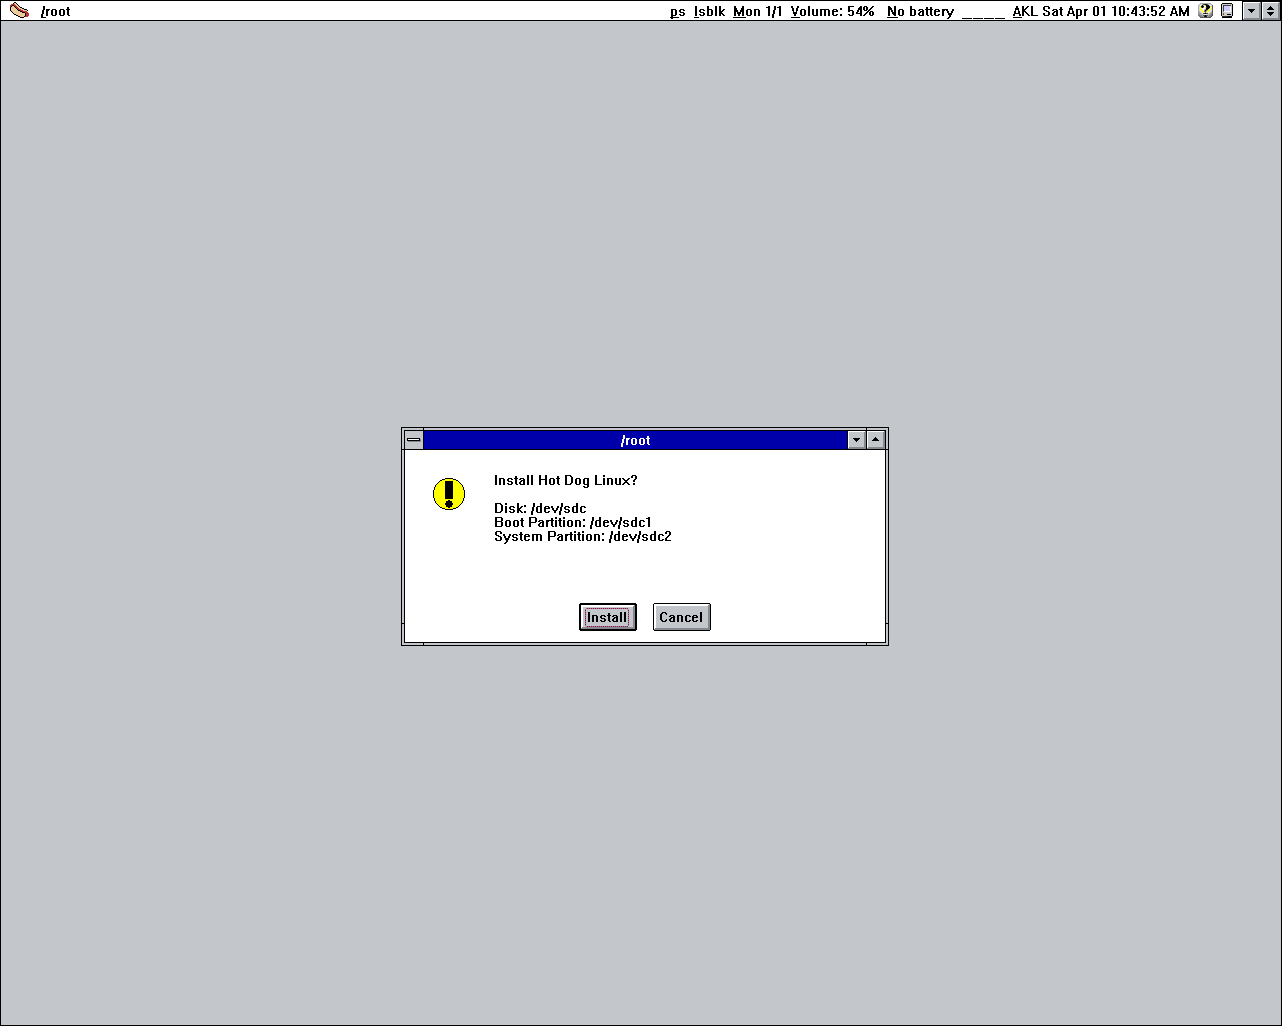 /root ps lsblk Mon 1/1 Volume: 54% No battery ____ AKL Sat Apr 01 10:43:52 AM ?
/root
Install Hot Dog Linux?
Disk: /dev/sdc
Boot Partition: /dev/sdc1
System Partition: /dev/sdc2
Install Cancel